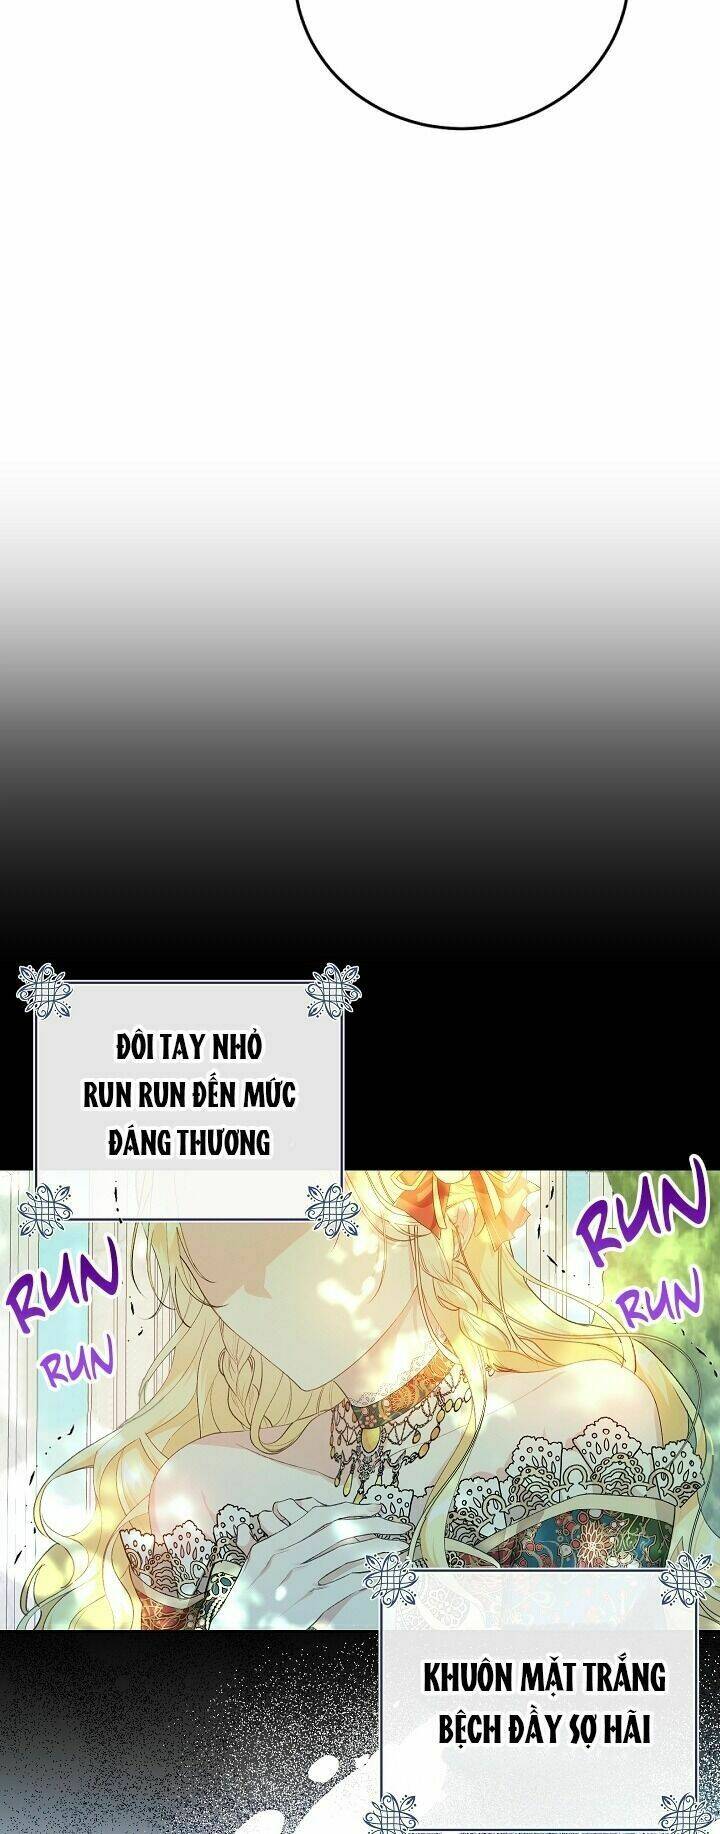 ĐÔI TAY NHỎ
RUN RUN ĐẾN MỨC
ĐÁNG THƯƠNG
RUN
RUN
RUN
RUN
KHUÔN MẶT TRẮNG
BỆCH ĐẦY SỢ HÃI